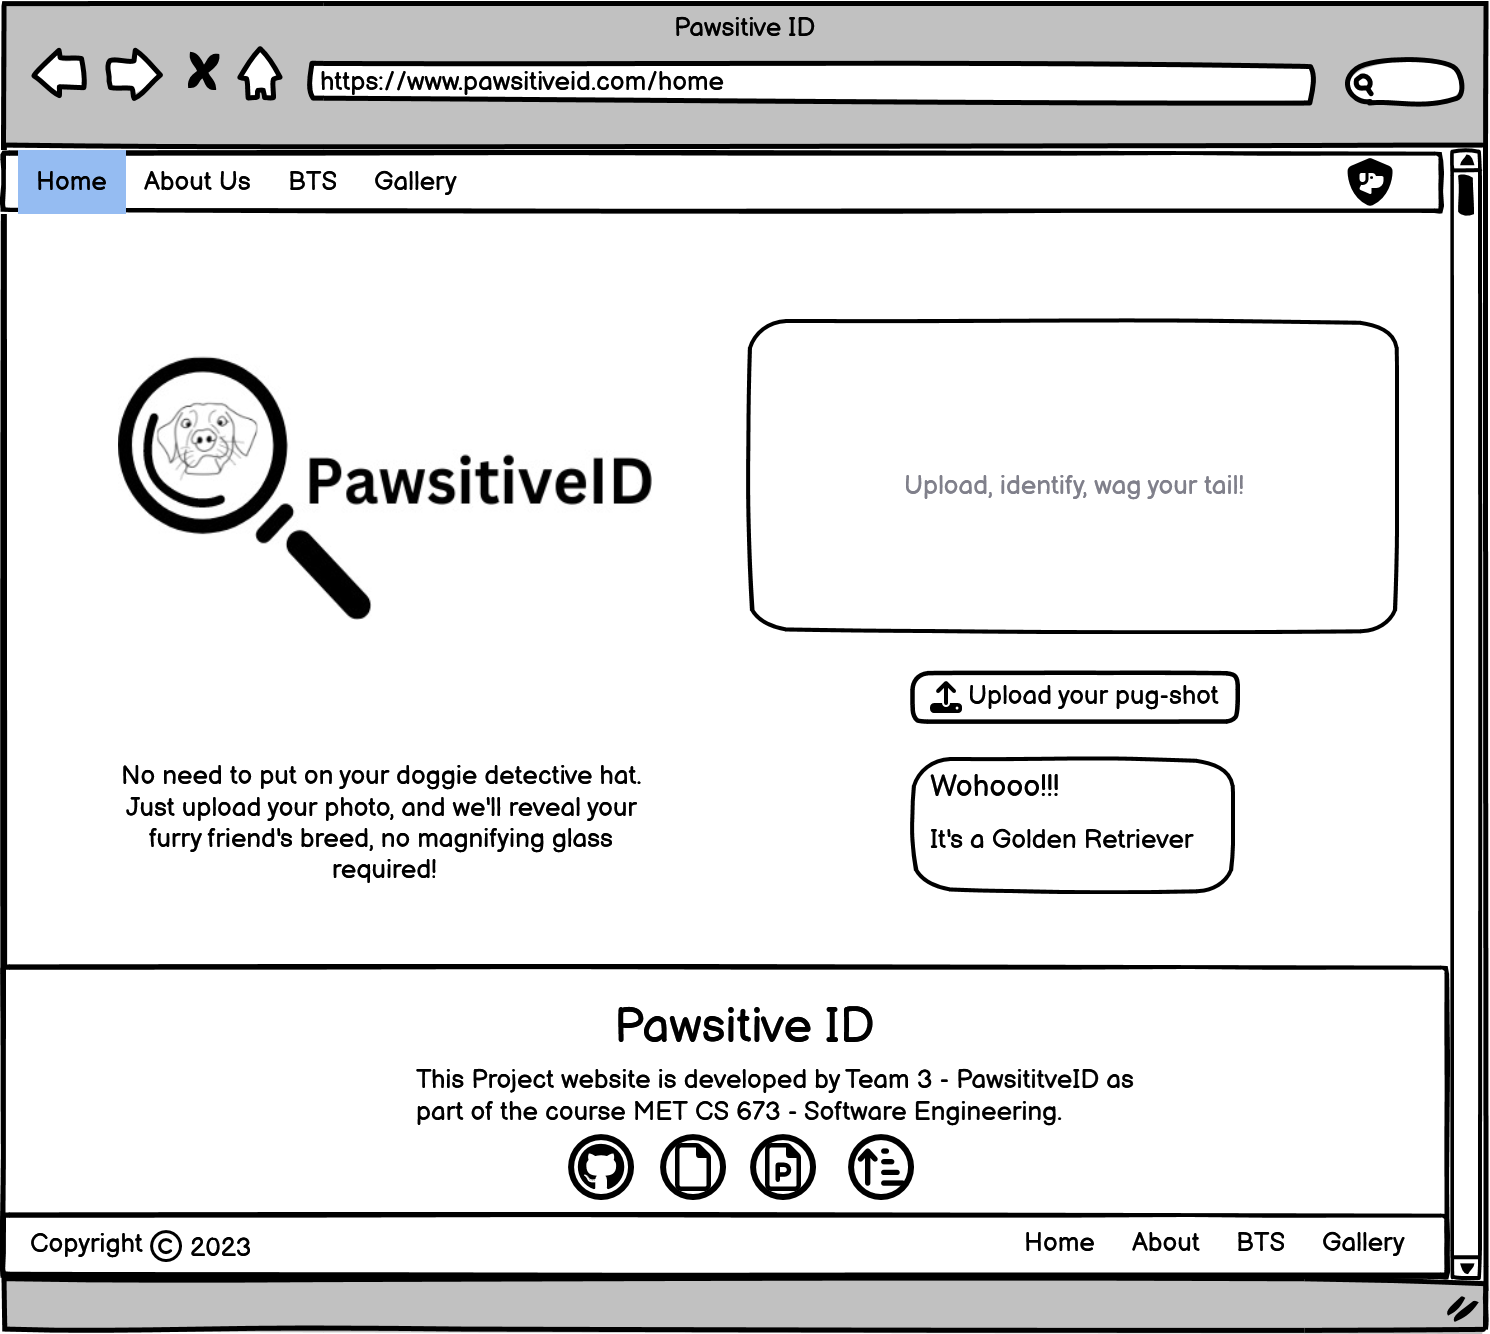 Pawsitive ID
https://www.pawsitiveid.com/home
Home About Us BTS Gallery
PawsitiveID
Upload, identify, wag your tail!
Upload your pug-shot
No need to put on your doggie detective hat.
Just upload your photo, and we'll reveal your
furry friend's breed, no magnifying glass
required!
Wohooo!!!
It's a Golden Retriever
Pawsitive ID
This Project website is developed by Team 3 - PawsititveID as
part of the course MET CS 673 - Software Engineering.
P
Copyright © 2023
Home About BTS Gallery